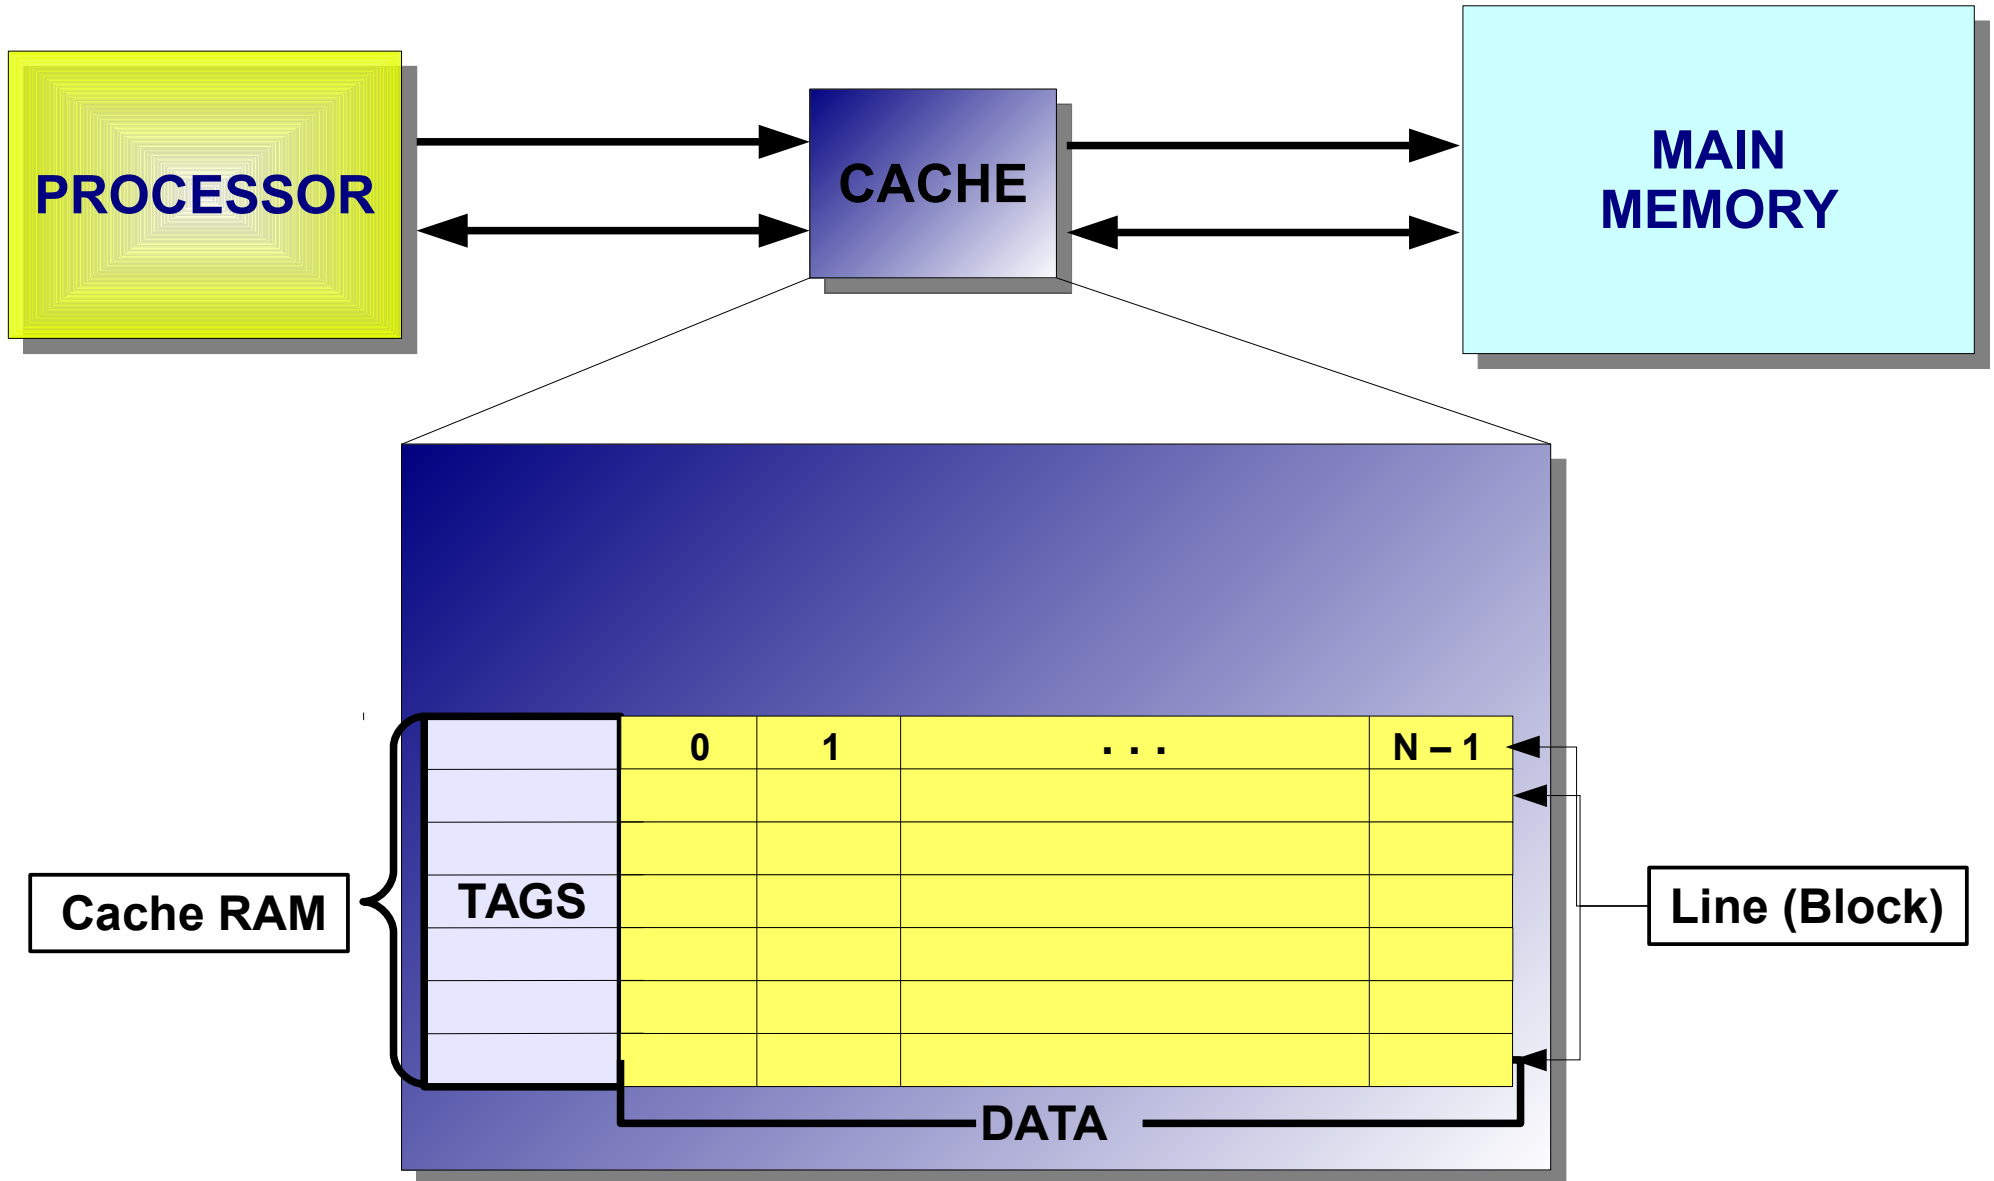 PROCESSOR
CACHE
MAIN
MEMORY
0 1 . . . N – 1
TAGS
Cache RAM
Line (Block)
DATA